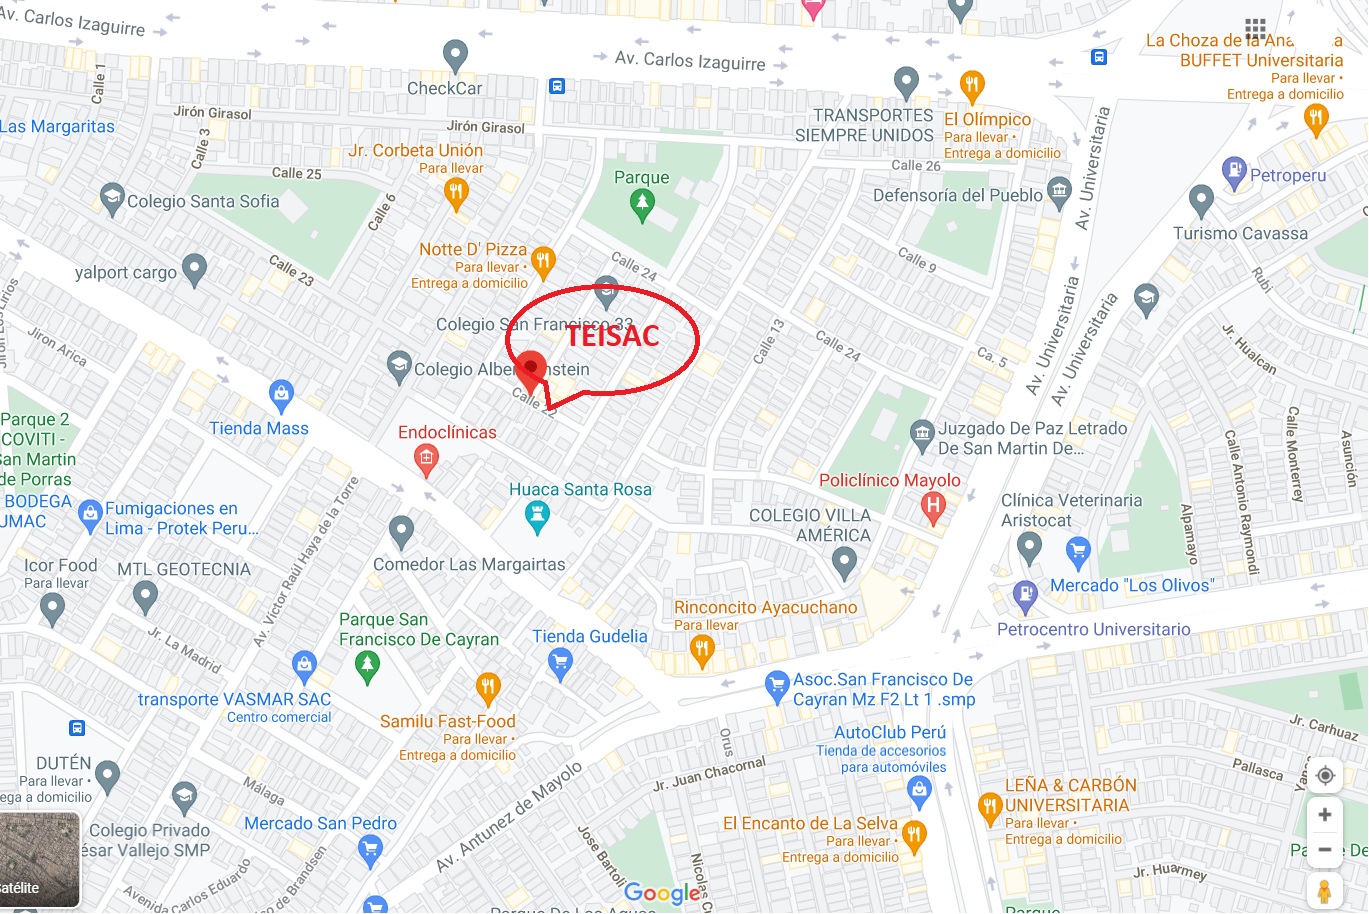 Av. Carlos Izaguirre
La Choza de la Ana
a
BUFFET Universitaria
Para llevar •
Entrega a domicilio
Av. Carlos Izaguirre
CheckCar
Calle 1
Jirón Girasol
Jirón Girasol
Las Margaritas
Calle 3
TRANSPORTES
SIEMPRE UNIDOS
El Olímpico
Para llevar •
Entrega a domicilio
Av. Universitaria
Jr. Corbeta Unión
Para llevar
Calle 25
Calle 26
Parque
Petroperu
Colegio Santa Sofia
Calle 6
Defensoría del Pueblo
Turismo Cavassa
Notte D' Pizza
Para llevar •
Entrega a domicilio
Calle 24
Calle 9
yalport cargo
Calle 23
Rubi
Colegio San Francisco 33
TEISAC
Calle 13
Calle 24
Ca. 5
Av. Universitaria
Av. Universitaria
Jr. Hualcan
Jirón Arica
Colegio Albe
nstein
Calle 22
Tienda Mass
Parque 2
COVITI -
San Martin
de Porras
Endoclínicas
Juzgado De Paz Letrado
De San Martin De...
Calle Antonio Raymondi
Calle Monterrey
Asunción
Huaca Santa Rosa
Policlínico Mayolo
BODEGA
UMAC
Fumigaciones en
Lima - Protek Peru...
Av. Víctor Raúl Haya de la Torre
COLEGIO VILLA
AMÉRICA
Clínica Veterinaria
Aristocat
Alpamayo
Icor Food
Para llevar
MTL GEOTECNIA
Comedor Las Margairtas
Mercado "Los Olivos"
Rinconcito Ayacuchano
Para llevar
Petrocentro Universitario
Parque San
Francisco De Cayran
Tienda Gudelia
Jr. La Madrid
transporte VASMAR SAC
Centro comercial
Asoc.San Francisco De
Cayran Mz F2 Lt 1 .smp
Samilu Fast-Food
Para llevar •
Entrega a domicilio
Orus
AutoClub Perú
Tienda de accesorios
para automóviles
Jr. Carhuaz
DUTÉN
Para llevar •
ega a domicilio
Jr. Juan Chacornal
Pallasca
Málaga
LEÑA & CARBÓN
UNIVERSITARIA
Para llevar •
Entrega a domicilio
Colegio Privado
ésar Vallejo SMP
Mercado San Pedro
Av. Antunez de Mayolo
El Encanto de La Selva
Para llevar •
Entrega a domicilio
Jose Bartoli
Jr. Huarmey
atélite
Avenida Carlos Eduardo
so de Brandsen
Nicolas Cu
Google
Parque De Las Aguas
Parque